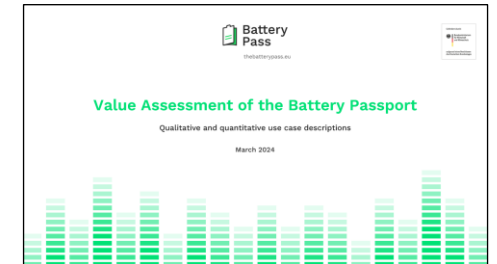 Battery
Pass
thebatterypass.eu
Value Assessment of the Battery Passport
Qualitative and quantitative use case descriptions
March 2024